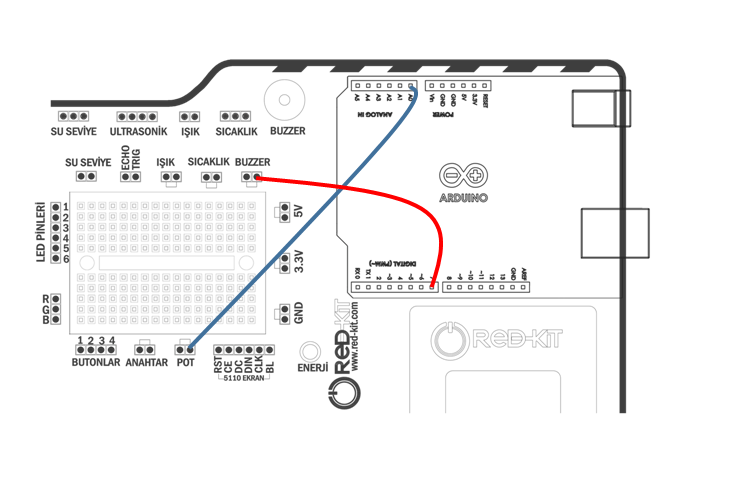 A5 A4 A3 A2 A1 A0
Vin GND GND 5V 3.3V RESET
ANALOG IN POWER
SU SEVİYE ULTRASONİK IŞIK SICAKLIK BUZZER
SU SEVİYE ECHO TRIG IŞIK SICAKLIK BUZZER
ARDUINO
LED PİNLERİ
1
2
3
4
5
6
5V
3.3V
GND
DIGITAL (PWM~)
RX 0 TX 1 2 ~3 4 ~5 ~6 7 8 ~9 ~10 ~11 12 13 GND AREF
R
G
B
1 2 3 4
BUTONLAR ANAHTAR POT
RST CE DC DIN CLK BL
5110 EKRAN
ENERJİ
RED-KIT
www.red-kit.com
RED-KIT